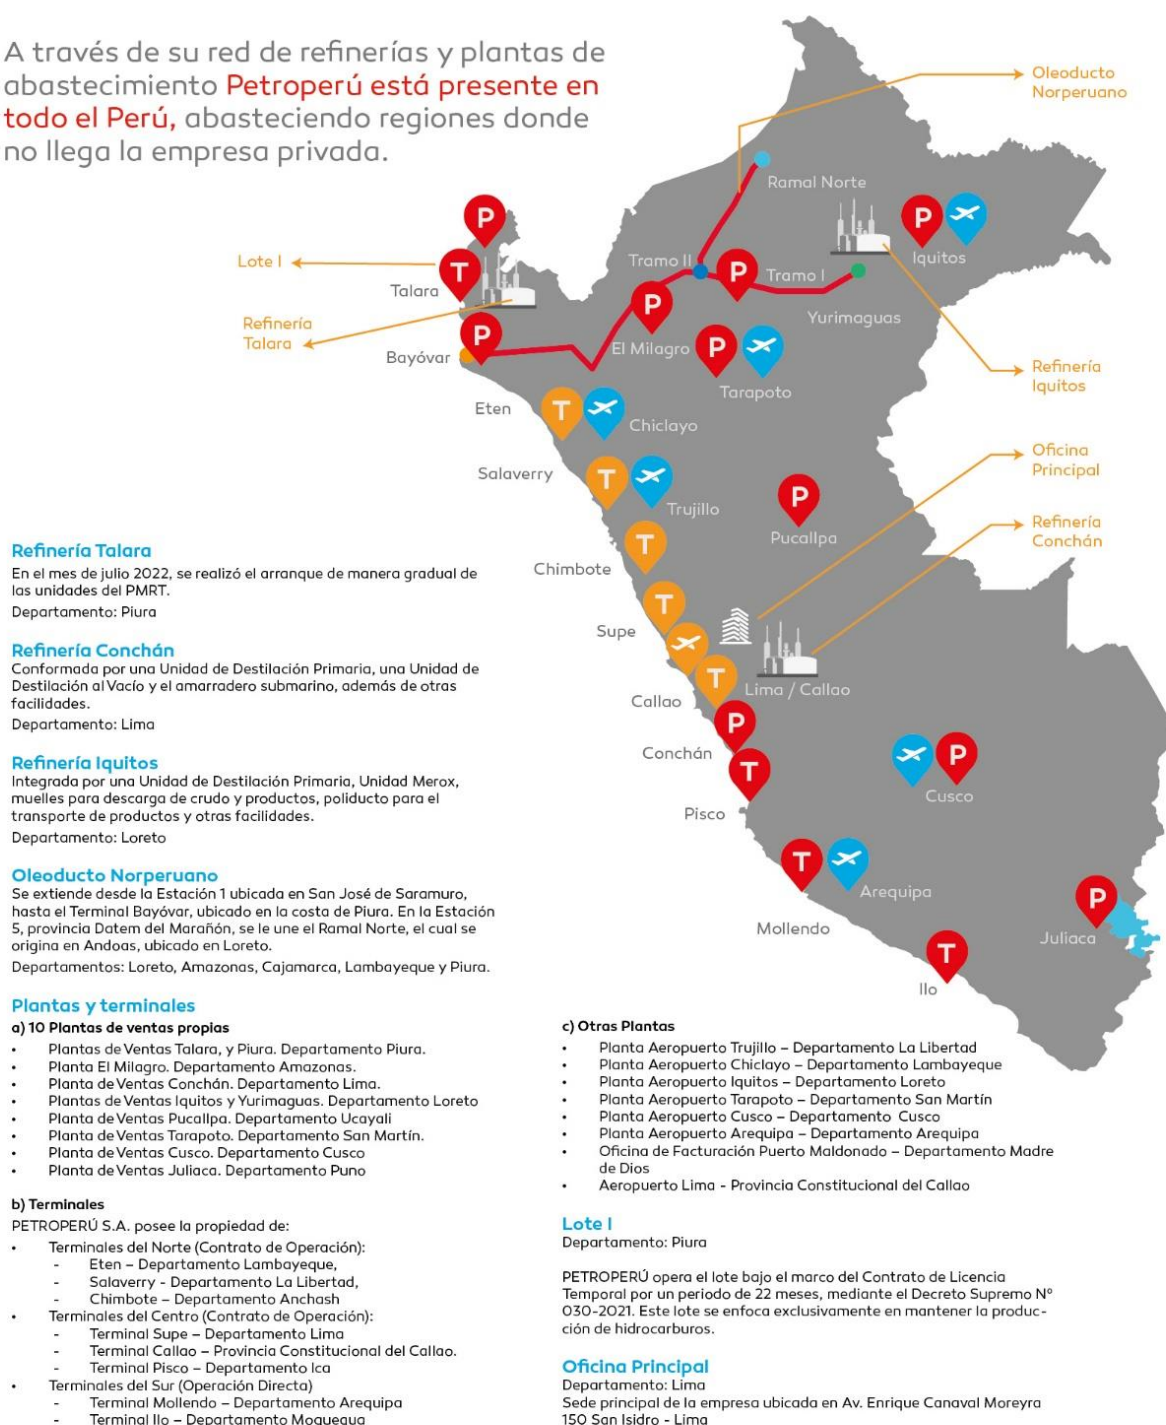 A través de su red de refinerías y plantas de
abastecimiento Petroperú está presente en
todo el Perú, abasteciendo regiones donde
no llega la empresa privada.
Oleoducto
Norperuano
Ramal Norte
P
P
Iquitos
Lote I
T
Talara
Tramo II
P
Tramo I
Yurimaguas
Refinería
Talara
P
Bayóvar
P
El Milagro
P
Tarapoto
Refinería
Iquitos
Eten
T
Chiclayo
Oficina
Principal
Salaverry
T
Trujillo
P
Pucallpa
Refinería
Conchán
T
Chimbote
T
Supe
Callao
T
Lima / Callao
P
Conchán
T
Pisco
P
Cusco
T
Arequipa
Mollendo
P
Juliaca
T
Ilo
Refinería Talara
En el mes de julio 2022, se realizó el arranque de manera gradual de
las unidades del PMRT.
Departamento: Piura
Refinería Conchán
Conformada por una Unidad de Destilación Primaria, una Unidad de
Destilación al Vacío y el amarradero submarino, además de otras
facilidades.
Departamento: Lima
Refinería Iquitos
Integrada por una Unidad de Destilación Primaria, Unidad Merox,
muelles para descarga de crudo y productos, poliducto para el
transporte de productos y otras facilidades.
Departamento: Loreto
Oleoducto Norperuano
Se extiende desde la Estación 1 ubicada en San José de Saramuro,
hasta el Terminal Bayóvar, ubicado en la costa de Piura. En la Estación
5, provincia Datem del Marañón, se le une el Ramal Norte, el cual se
origina en Andoas, ubicado en Loreto.
Departamentos: Loreto, Amazonas, Cajamarca, Lambayeque y Piura.
Plantas y terminales
a) 10 Plantas de ventas propias
• Plantas de Ventas Talara, y Piura. Departamento Piura.
• Planta El Milagro. Departamento Amazonas.
• Planta de Ventas Conchán. Departamento Lima.
• Plantas de Ventas Iquitos y Yurimaguas. Departamento Loreto
• Planta de Ventas Pucallpa. Departamento Ucayali
• Planta de Ventas Tarapoto. Departamento San Martín.
• Planta de Ventas Cusco. Departamento Cusco
• Planta de Ventas Juliaca. Departamento Puno
b) Terminales
PETROPERÚ S.A. posee la propiedad de:
• Terminales del Norte (Contrato de Operación):
- Eten – Departamento Lambayeque,
- Salaverry - Departamento La Libertad,
- Chimbote – Departamento Anchash
• Terminales del Centro (Contrato de Operación):
- Terminal Supe – Departamento Lima
- Terminal Callao – Provincia Constitucional del Callao.
- Terminal Pisco – Departamento Ica
• Terminales del Sur (Operación Directa)
- Terminal Mollendo – Departamento Arequipa
- Terminal Ilo – Departamento Moquegua
c) Otras Plantas
• Planta Aeropuerto Trujillo – Departamento La Libertad
• Planta Aeropuerto Chiclayo – Departamento Lambayeque
• Planta Aeropuerto Iquitos – Departamento Loreto
• Planta Aeropuerto Tarapoto – Departamento San Martín
• Planta Aeropuerto Cusco – Departamento Cusco
• Planta Aeropuerto Arequipa – Departamento Arequipa
• Oficina de Facturación Puerto Maldonado – Departamento Madre
de Dios
• Aeropuerto Lima - Provincia Constitucional del Callao
Lote I
Departamento: Piura
PETROPERÚ opera el lote bajo el marco del Contrato de Licencia
Temporal por un periodo de 22 meses, mediante el Decreto Supremo N°
030-2021. Este lote se enfoca exclusivamente en mantener la produc-
ción de hidrocarburos.
Oficina Principal
Departamento: Lima
Sede principal de la empresa ubicada en Av. Enrique Canaval Moreyra
150 San Isidro - Lima